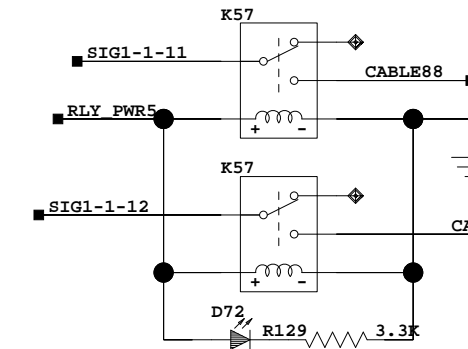 K57
SIG1-1-11
CABLE88
RLY_PWR5
+ -
K57
SIG1-1-12
CA
+ -
D72
R129 3.3K